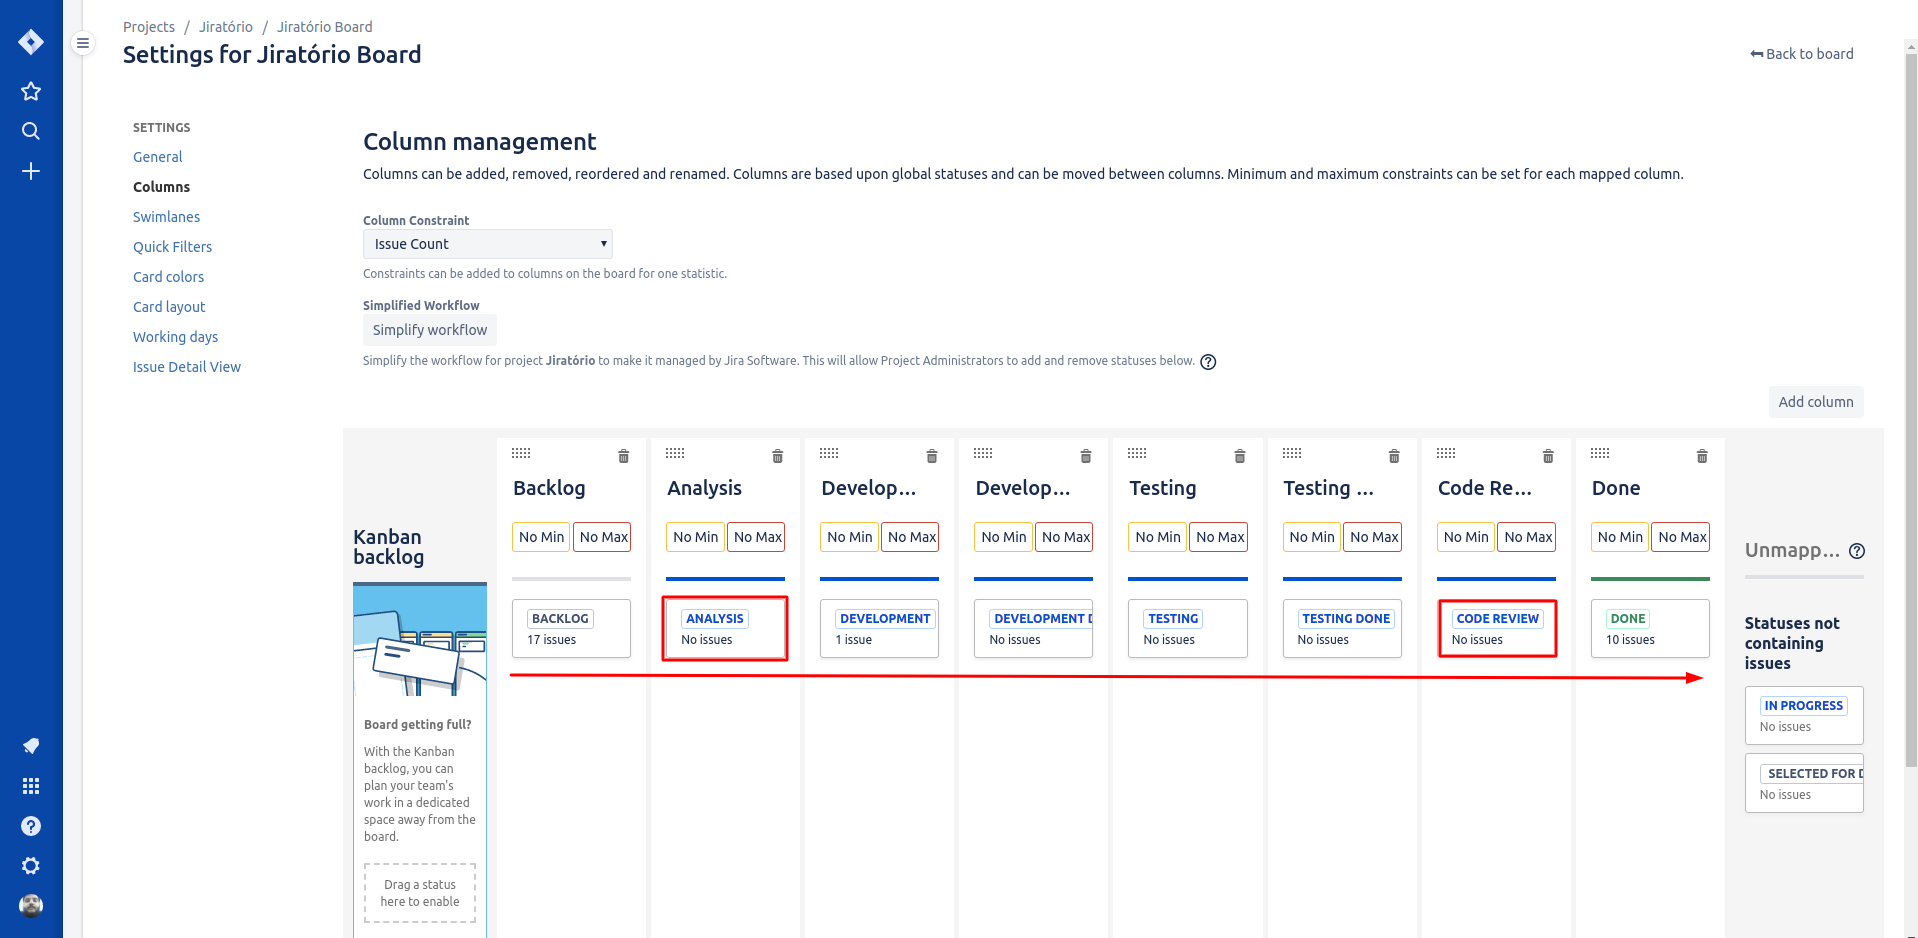 Projects / Jiratório / Jiratório Board
Settings for Jiratório Board
Back to board
SETTINGS
General
Columns
Swimlanes
Quick Filters
Card colors
Card layout
Working days
Issue Detail View
Column management
Columns can be added, removed, reordered and renamed. Columns are based upon global statuses and can be moved between columns. Minimum and maximum constraints can be set for each mapped column.
Column Constraint
Issue Count
Constraints can be added to columns on the board for one statistic.
Simplified Workflow
Simplify workflow
Simplify the workflow for project Jiratório to make it managed by Jira Software. This will allow Project Administrators to add and remove statuses below.
Add column
Kanban
backlog
Board getting full?
With the Kanban
backlog, you can
plan your team's
work in a dedicated
space away from the
board.
Drag a status
here to enable
Backlog
No Min No Max
BACKLOG
17 issues
Analysis
No Min No Max
ANALYSIS
No issues
Develop...
No Min No Max
DEVELOPMENT
1 issue
Develop...
No Min No Max
DEVELOPMENT D
No issues
Testing
No Min No Max
TESTING
No issues
Testing ...
No Min No Max
TESTING DONE
No issues
Code Re...
No Min No Max
CODE REVIEW
No issues
Done
No Min No Max
DONE
10 issues
Unmapp...
Statuses not
containing
issues
IN PROGRESS
No issues
SELECTED FOR D
No issues